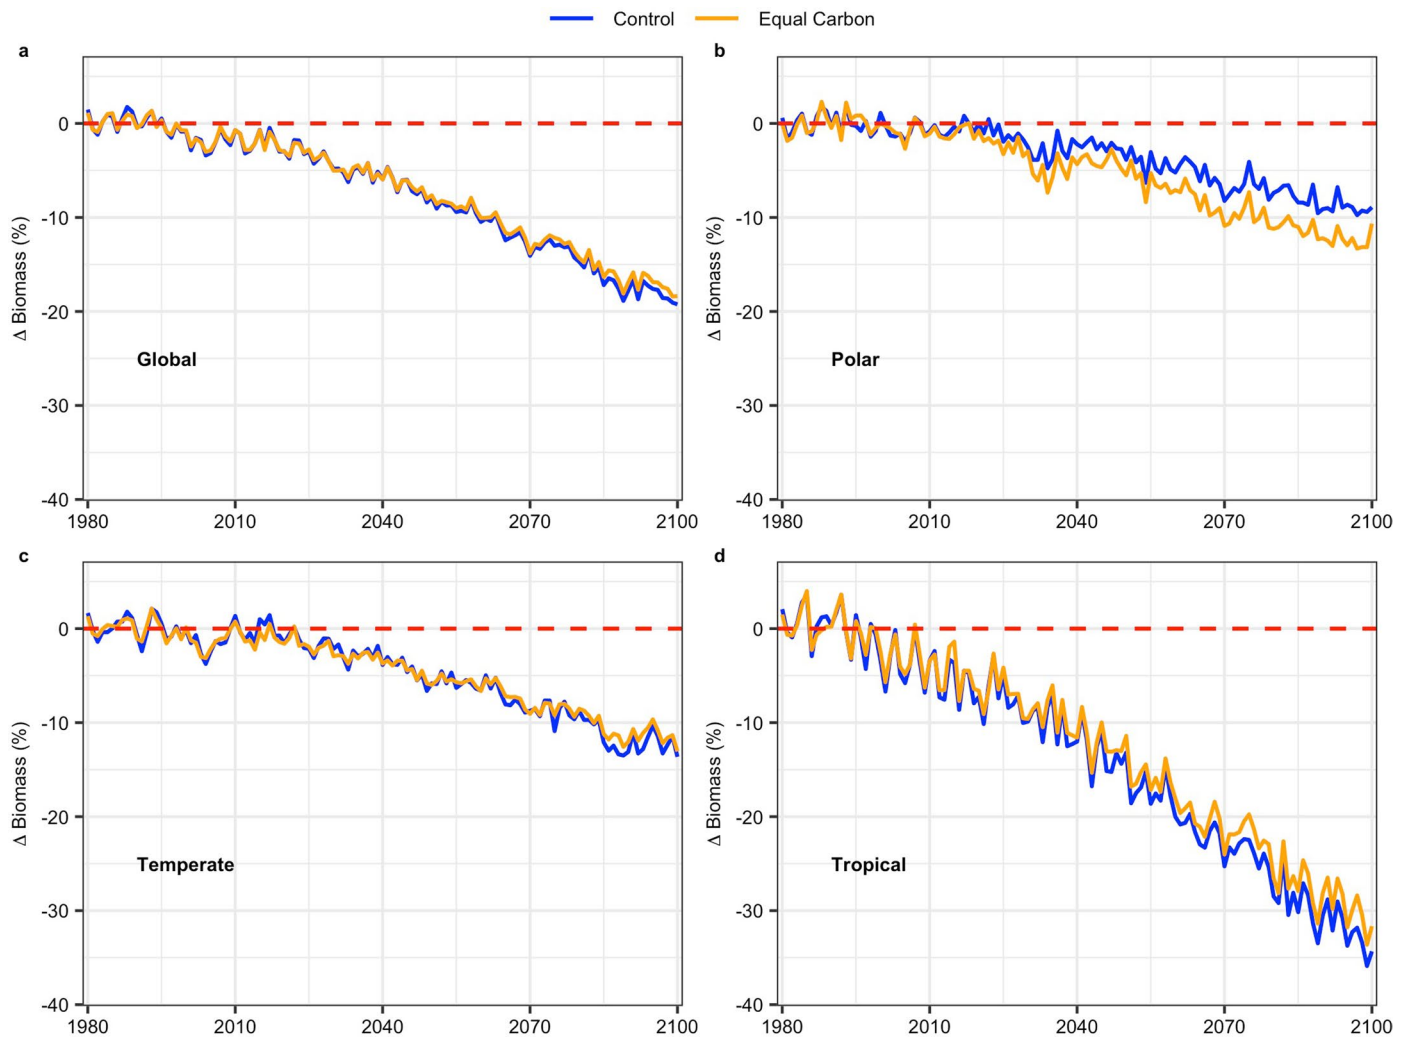 Control Equal Carbon
a b
0 0
-10 -10
-20 -20
-30 -30
-40 -40
Δ Biomass (%) Δ Biomass (%)
Global Polar
1980 2010 2040 2070 2100 1980 2010 2040 2070 2100
c d
0 0
-10 -10
-20 -20
-30 -30
-40 -40
Δ Biomass (%) Δ Biomass (%)
Temperate Tropical
1980 2010 2040 2070 2100 1980 2010 2040 2070 2100